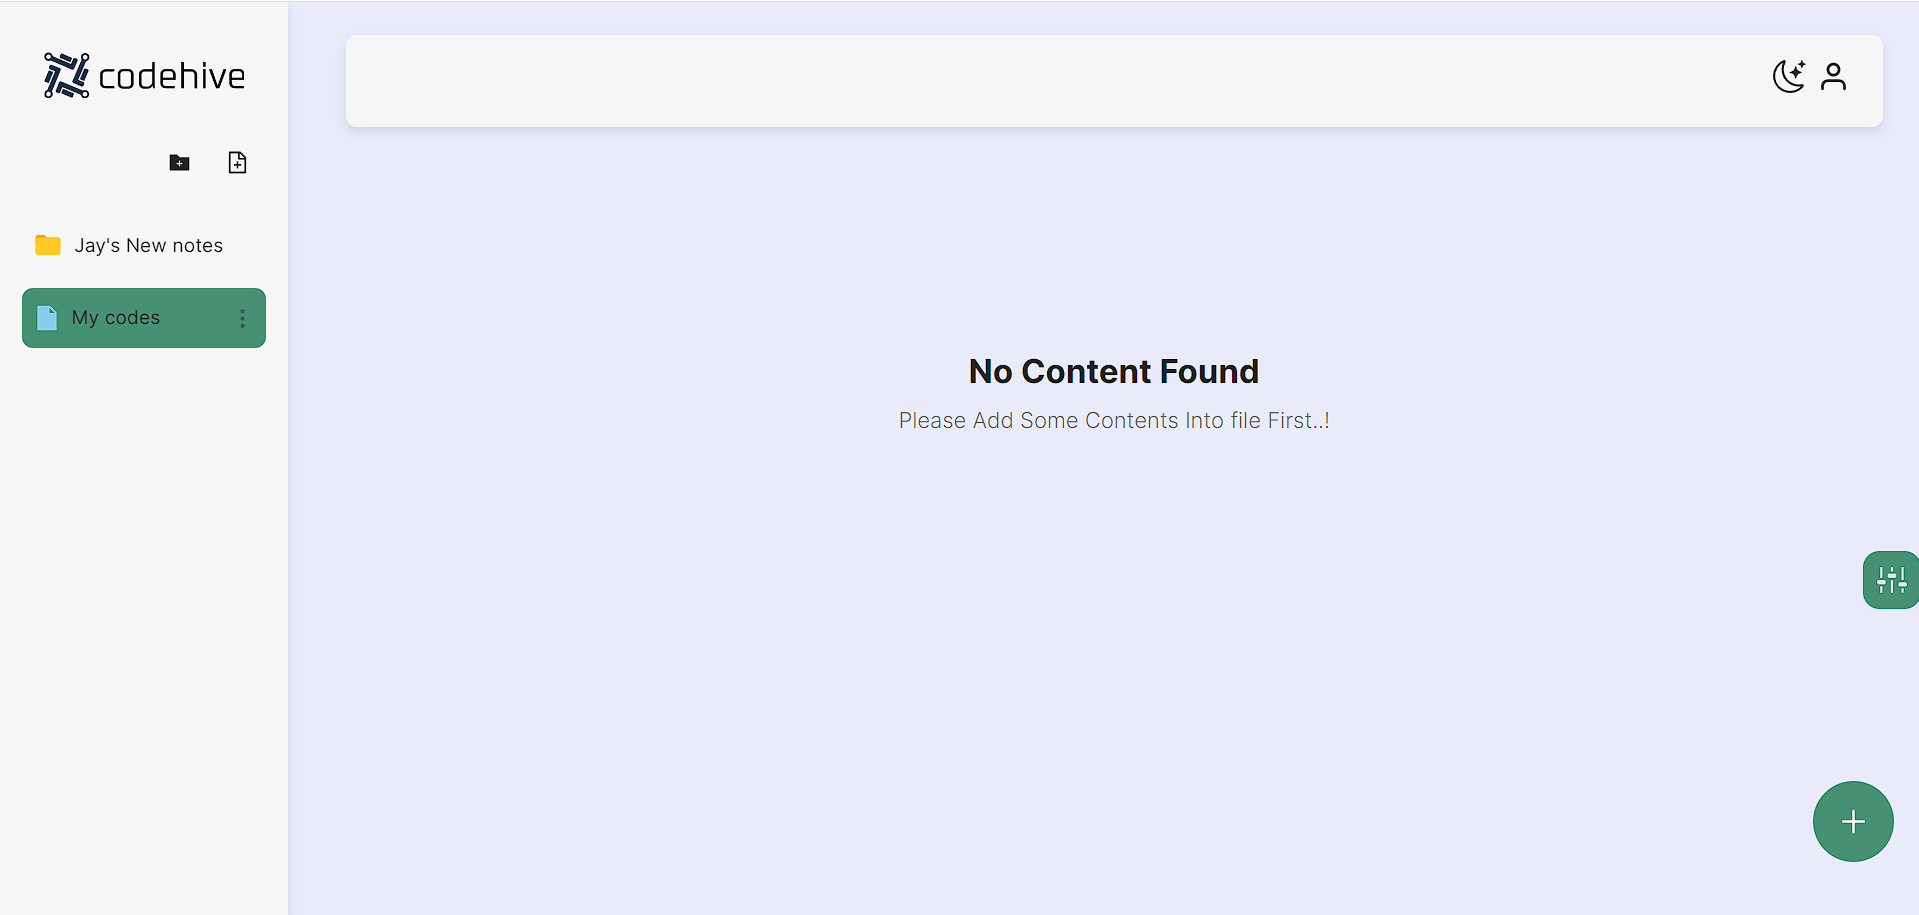 codehive
Jay's New notes
My codes
No Content Found
Please Add Some Contents Into file First..!